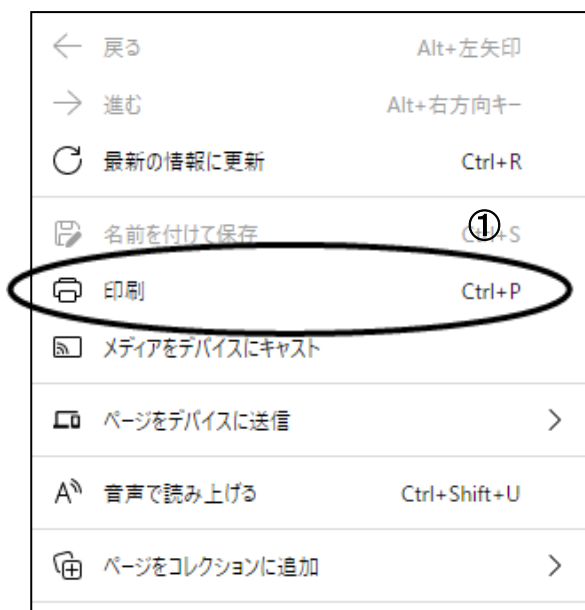 戻る Alt+左矢印
進む Alt+右方向キー
最新の情報に更新 Ctrl+R
①
名前を付けて保存 Ctrl+S
印刷 Ctrl+P
メディアをデバイスにキャスト
ページをデバイスに送信
音声で読み上げる Ctrl+Shift+U
ページをコレクションに追加